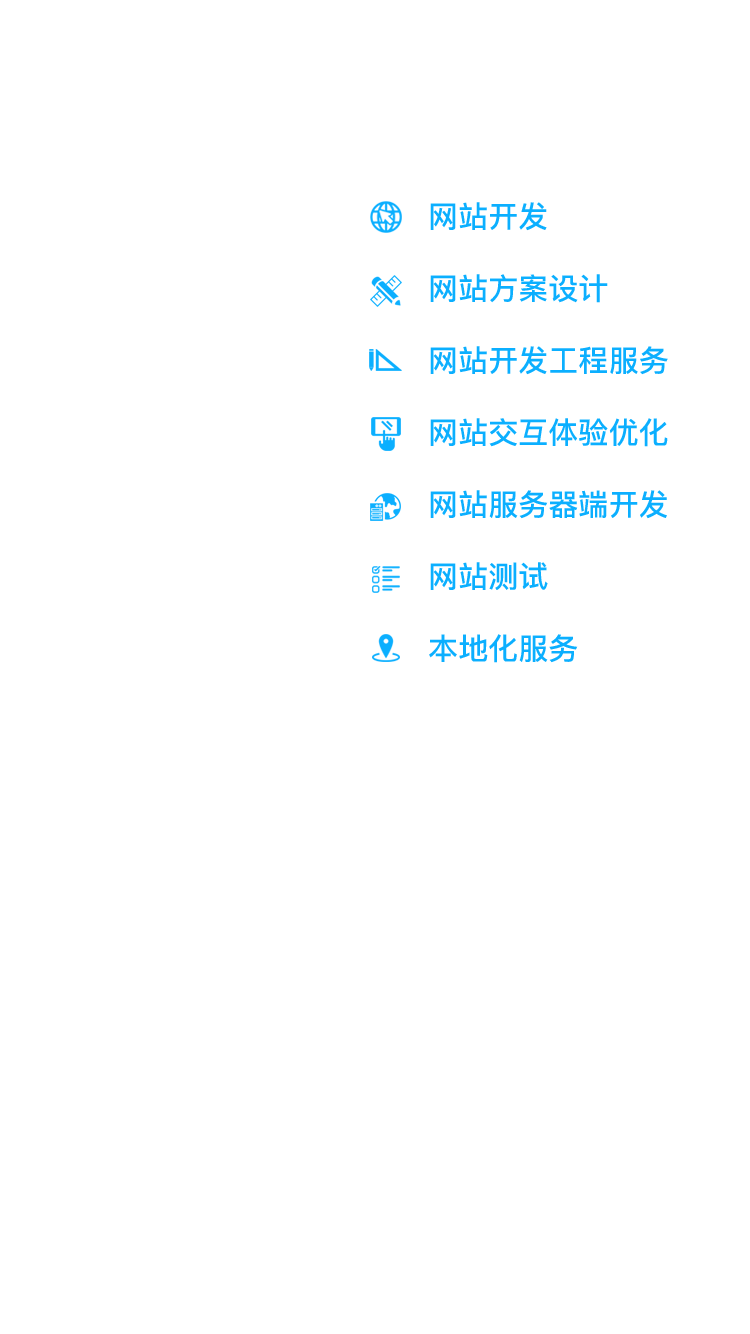 网站开发
网站方案设计
网站开发工程服务
网站交互体验优化
网站服务器端开发
网站测试
本地化服务